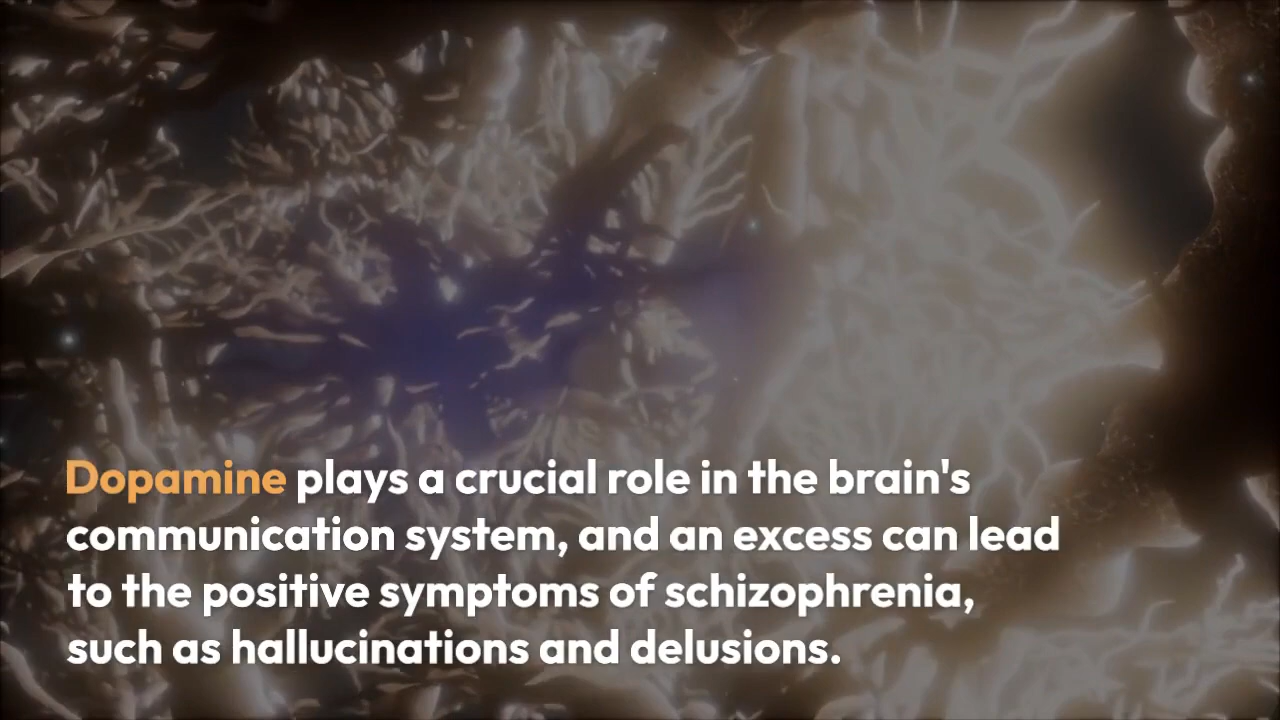 Dopamine plays a crucial role in the brain's
communication system, and an excess can lead
to the positive symptoms of schizophrenia,
such as hallucinations and delusions.